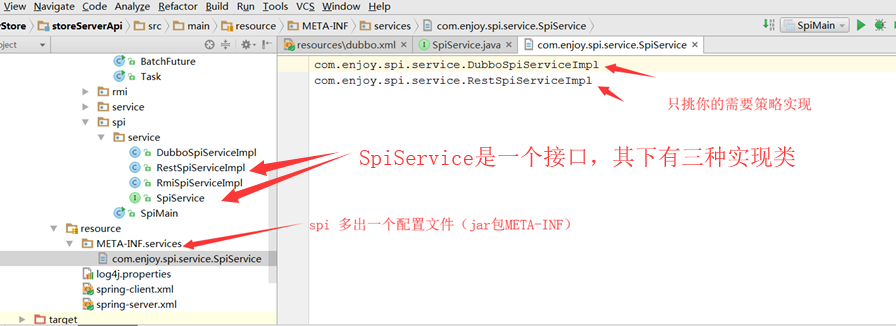 View Navigate Code Analyze Refactor Build Run Tools VCS Window Help
Store storeServerApi src main resource META-INF services com.enjoy.spi.service.SpiService SpiMain
resources\dubbo.xml SpiService.java com.enjoy.spi.service.SpiService
BatchFuture
Task
rmi
service
spi
service
DubboSpiServiceImpl
RestSpiServiceImpl
RmiSpiServiceImpl
SpiService
SpiMain
resource
META-INF.services
com.enjoy.spi.service.SpiService
log4j.properties
spring-client.xml
spring-server.xml
target
com.enjoy.spi.service.DubboSpiServiceImpl
com.enjoy.spi.service.RestSpiServiceImpl
只挑你的需要策略实现
SpiService是一个接口，其下有三种实现类
spi 多出一个配置文件（jar包META-INF）